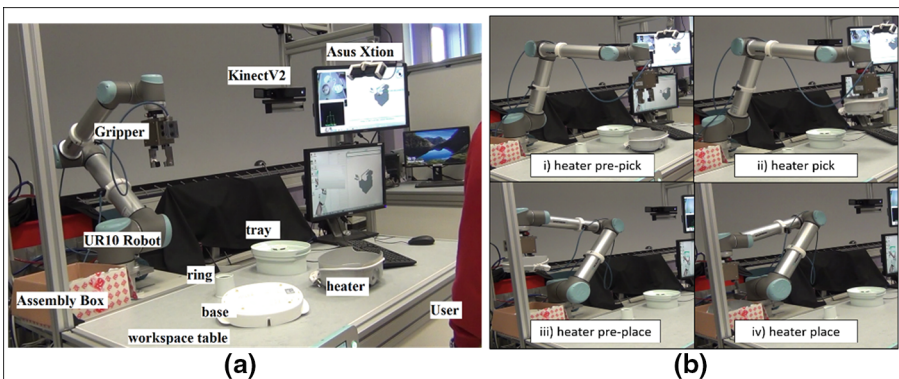 Asus Xtion
KinectV2
Gripper
UR10 Robot
tray
ring
heater
Assembly Box
base
User
workspace table
(a)
i) heater pre-pick
ii) heater pick
iii) heater pre-place
iv) heater place
(b)